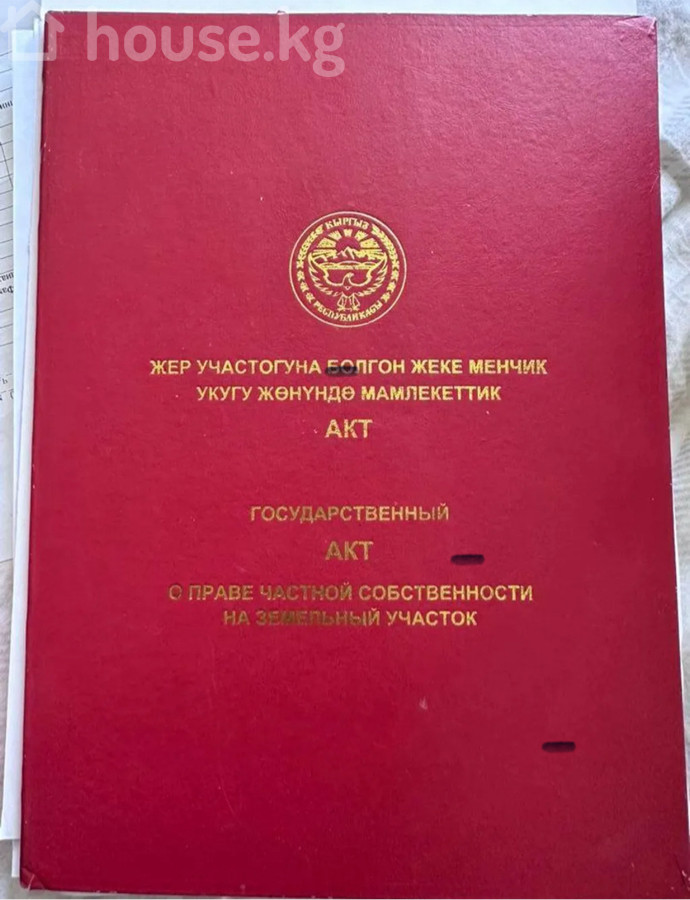 house.kg
КЫРГЫЗ
РЕСПУБЛИКАСЫ
ЖЕР УЧАСТОГУНА БОЛГОН ЖЕКЕ МЕНЧИК
УКУГУ ЖӨНҮНДӨ МАМЛЕКЕТТИК
АКТ
ГОСУДАРСТВЕННЫЙ
АКТ
О ПРАВЕ ЧАСТНОЙ СОБСТВЕННОСТИ
НА ЗЕМЕЛЬНЫЙ УЧАСТОК